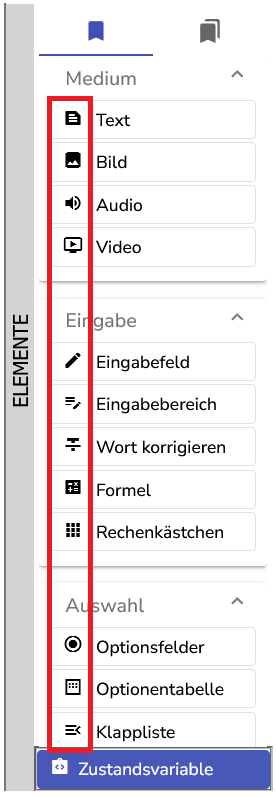 ELEMENTE
Medium
Text
Bild
Audio
Video
Eingabe
Eingabefeld
Eingabebereich
Wort korrigieren
Formel
Rechenkästchen
Auswahl
Optionsfelder
Optionentabelle
Klappliste
Zustandsvariable